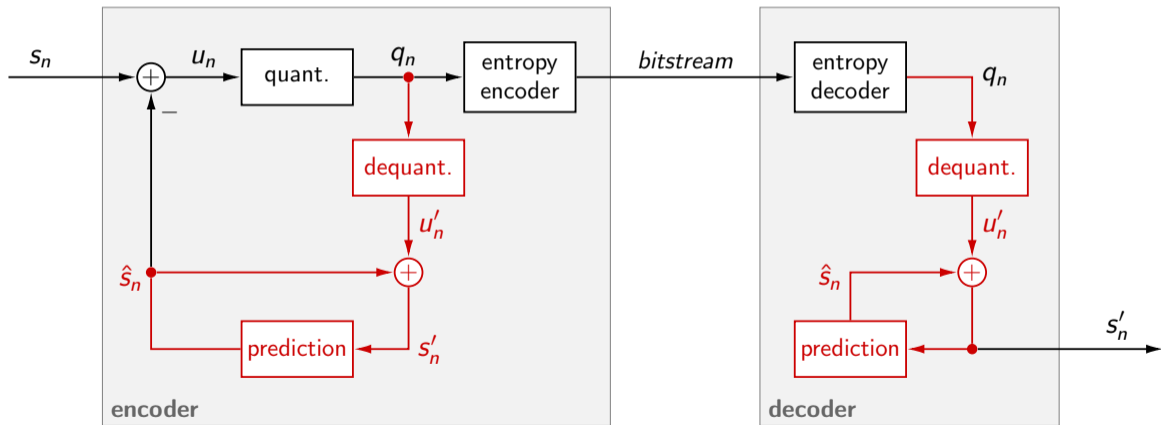 s_n
u_n
quant.
q_n
entropy
encoder
bitstream
entropy
decoder
q_n
+
−
dequant.
dequant.
u'_n
u'_n
ŝ_n
+
ŝ_n
+
prediction
s'_n
prediction
s'_n
encoder
decoder